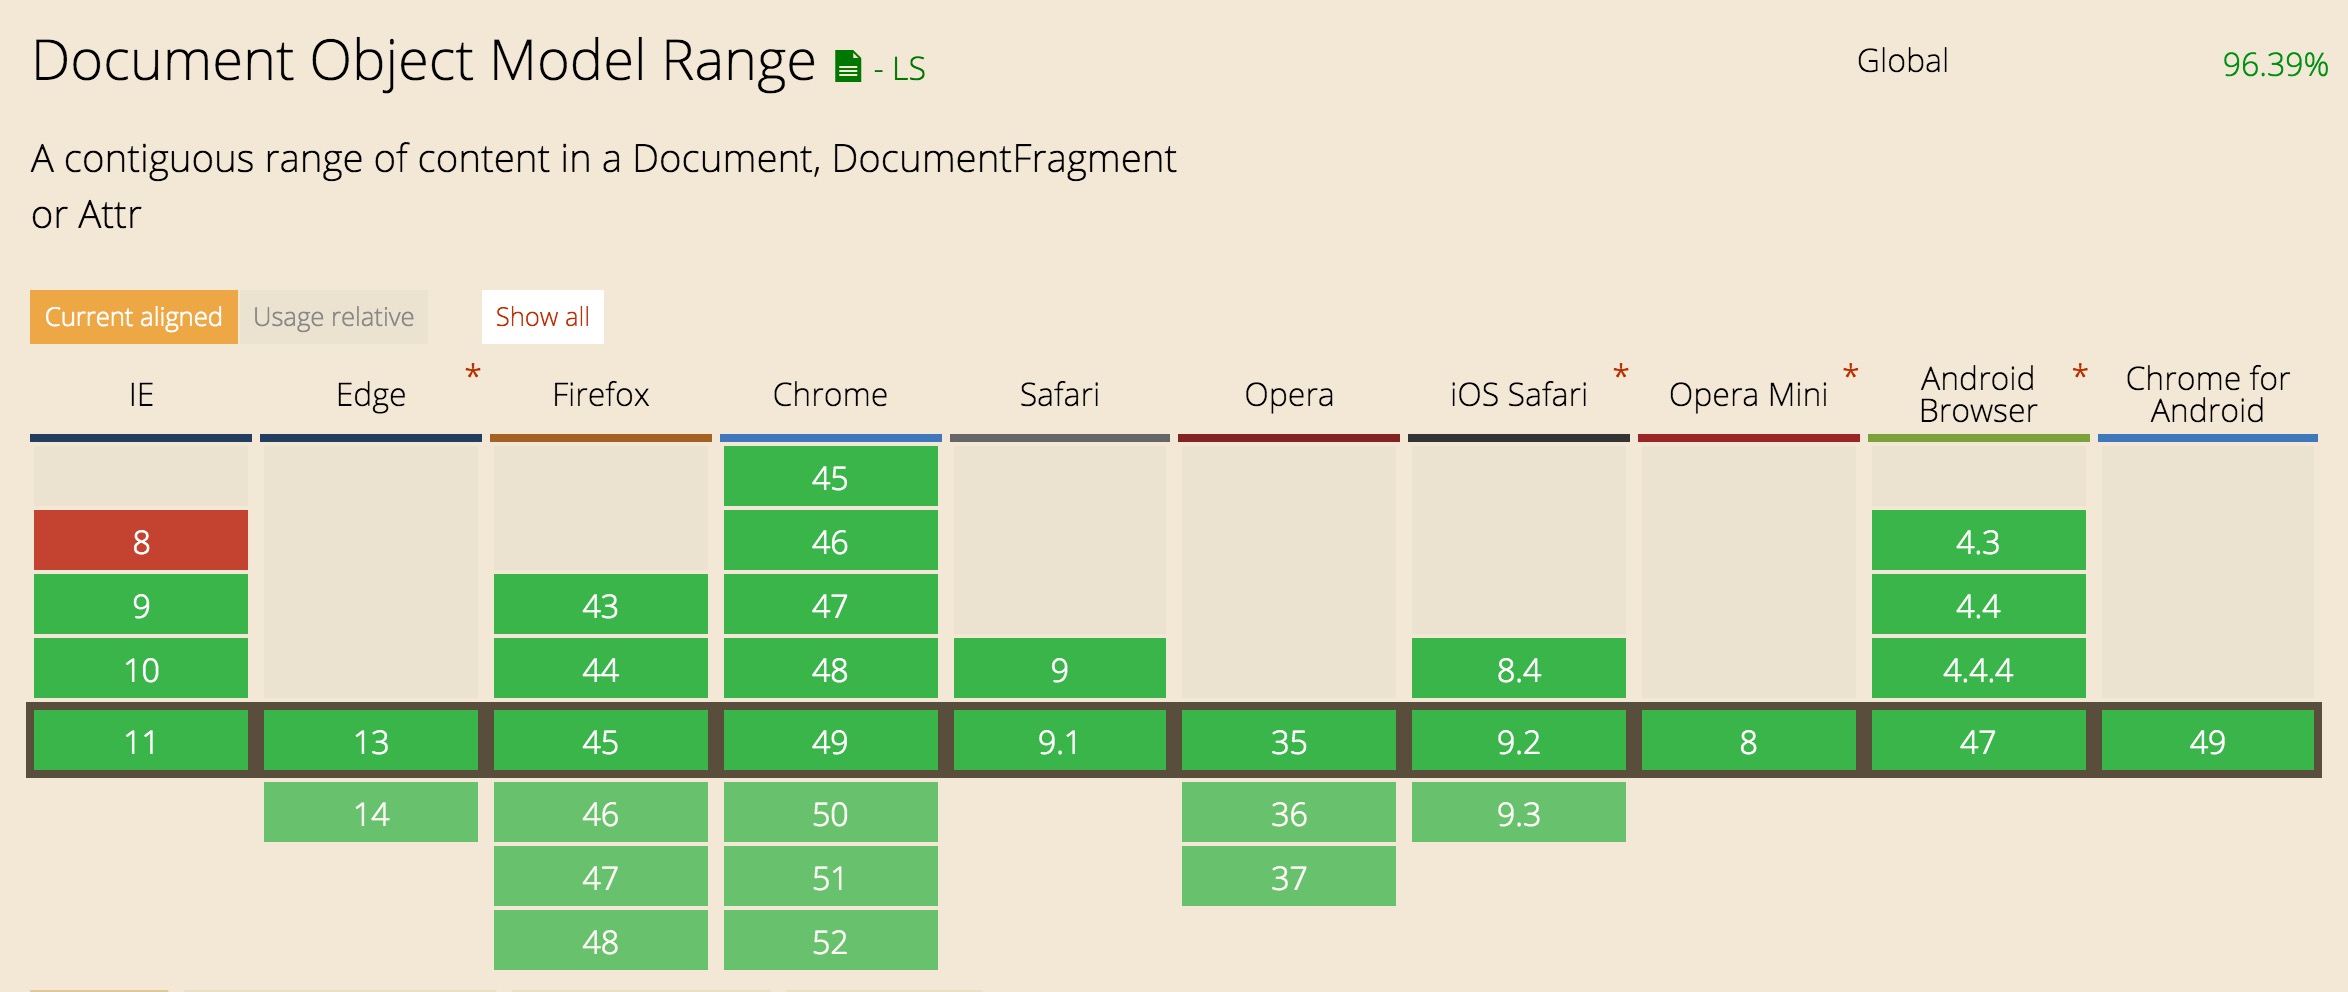 Document Object Model Range - LS
Global 96.39%
A contiguous range of content in a Document, DocumentFragment
or Attr
Current aligned Usage relative Show all
IE Edge * Firefox Chrome Safari Opera iOS Safari * Opera Mini * Android Browser * Chrome for Android
45
8 46 4.3
9 43 47 4.4
10 44 48 9 8.4 4.4.4
11 13 45 49 9.1 35 9.2 8 47 49
14 46 50 36 9.3
47 51 37
48 52